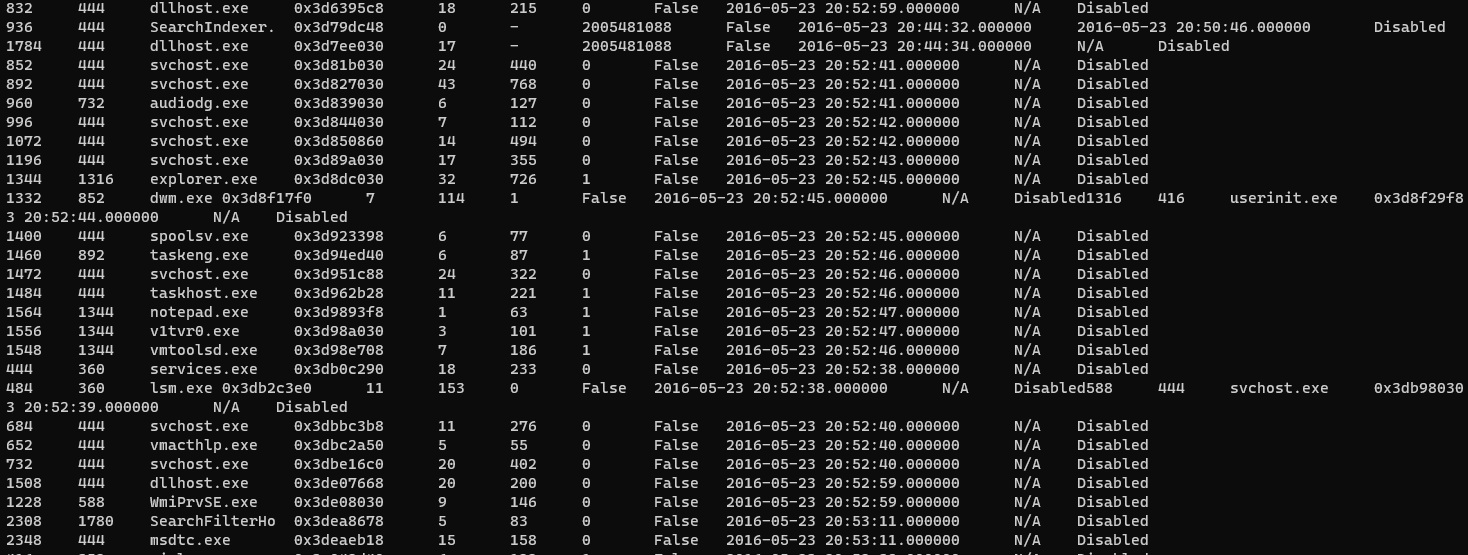 832 444 dllhost.exe 0x3d6395c8 18 215 0 False 2016-05-23 20:52:59.000000 N/A Disabled
936 444 SearchIndexer. 0x3d79dc48 0 - 2005481088 False 2016-05-23 20:44:32.000000 2016-05-23 20:50:46.000000 Disabled
1784 444 dllhost.exe 0x3d7ee030 17 - 2005481088 False 2016-05-23 20:44:34.000000 N/A Disabled
852 444 svchost.exe 0x3d81b030 24 440 0 False 2016-05-23 20:52:41.000000 N/A Disabled
892 444 svchost.exe 0x3d827030 43 768 0 False 2016-05-23 20:52:41.000000 N/A Disabled
960 732 audiodg.exe 0x3d839030 6 127 0 False 2016-05-23 20:52:41.000000 N/A Disabled
996 444 svchost.exe 0x3d844030 7 112 0 False 2016-05-23 20:52:42.000000 N/A Disabled
1072 444 svchost.exe 0x3d850860 14 494 0 False 2016-05-23 20:52:42.000000 N/A Disabled
1196 444 svchost.exe 0x3d89a030 17 355 0 False 2016-05-23 20:52:43.000000 N/A Disabled
1344 1316 explorer.exe 0x3d8dc030 32 726 1 False 2016-05-23 20:52:45.000000 N/A Disabled
1332 852 dwm.exe 0x3d8f17f0 7 114 1 False 2016-05-23 20:52:45.000000 N/A Disabled1316 416 userinit.exe 0x3d8f29f8
3 20:52:44.000000 N/A Disabled
1400 444 spoolsv.exe 0x3d923398 6 77 0 False 2016-05-23 20:52:45.000000 N/A Disabled
1460 892 taskeng.exe 0x3d94ed40 6 87 1 False 2016-05-23 20:52:46.000000 N/A Disabled
1472 444 svchost.exe 0x3d951c88 24 322 0 False 2016-05-23 20:52:46.000000 N/A Disabled
1484 444 taskhost.exe 0x3d962b28 11 221 1 False 2016-05-23 20:52:46.000000 N/A Disabled
1564 1344 notepad.exe 0x3d9893f8 1 63 1 False 2016-05-23 20:52:47.000000 N/A Disabled
1556 1344 v1tvr0.exe 0x3d98a030 3 101 1 False 2016-05-23 20:52:47.000000 N/A Disabled
1548 1344 vmtoolsd.exe 0x3d98e708 7 186 1 False 2016-05-23 20:52:46.000000 N/A Disabled
444 360 services.exe 0x3db0c290 18 233 0 False 2016-05-23 20:52:38.000000 N/A Disabled
484 360 lsm.exe 0x3db2c3e0 11 153 0 False 2016-05-23 20:52:38.000000 N/A Disabled588 444 svchost.exe 0x3db98030
3 20:52:39.000000 N/A Disabled
684 444 svchost.exe 0x3dbbc3b8 11 276 0 False 2016-05-23 20:52:40.000000 N/A Disabled
652 444 vmacthlp.exe 0x3dbc2a50 5 55 0 False 2016-05-23 20:52:40.000000 N/A Disabled
732 444 svchost.exe 0x3dbe16c0 20 402 0 False 2016-05-23 20:52:40.000000 N/A Disabled
1508 444 dllhost.exe 0x3de07668 20 200 0 False 2016-05-23 20:52:59.000000 N/A Disabled
1228 588 WmiPrvSE.exe 0x3de08030 9 146 0 False 2016-05-23 20:52:59.000000 N/A Disabled
2308 1780 SearchFilterHo 0x3dea8678 5 83 0 False 2016-05-23 20:53:11.000000 N/A Disabled
2348 444 msdtc.exe 0x3deaeb18 15 158 0 False 2016-05-23 20:53:11.000000 N/A Disabled